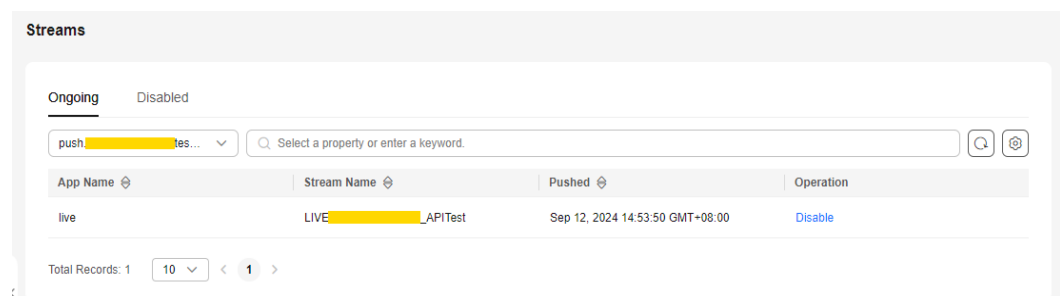 Streams
Ongoing Disabled
push. tes... Select a property or enter a keyword.
App Name Stream Name Pushed Operation
live LIVE _APITest Sep 12, 2024 14:53:50 GMT+08:00 Disable
Total Records: 1 10 < 1 >